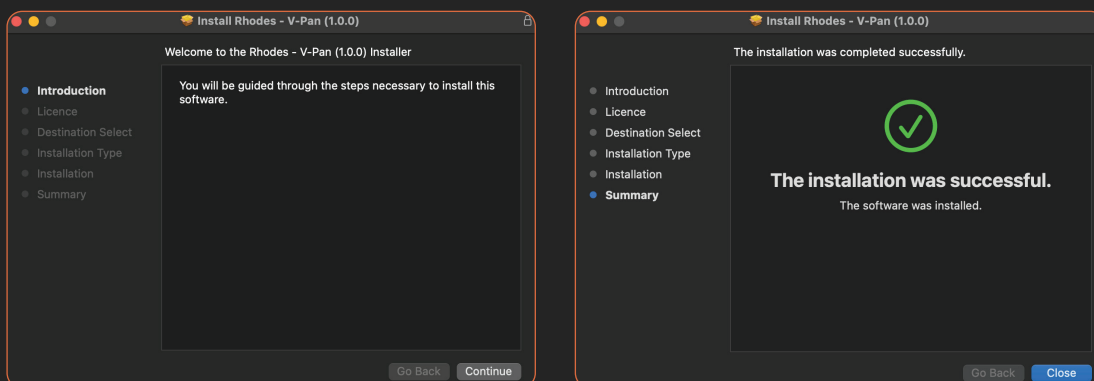 Install Rhodes - V-Pan (1.0.0)
Welcome to the Rhodes - V-Pan (1.0.0) Installer
Introduction
Licence
Destination Select
Installation Type
Installation
Summary
You will be guided through the steps necessary to install this
software.
Go Back
Continue
Install Rhodes - V-Pan (1.0.0)
The installation was completed successfully.
Introduction
Licence
Destination Select
Installation Type
Installation
Summary
The installation was successful.
The software was installed.
Go Back
Close